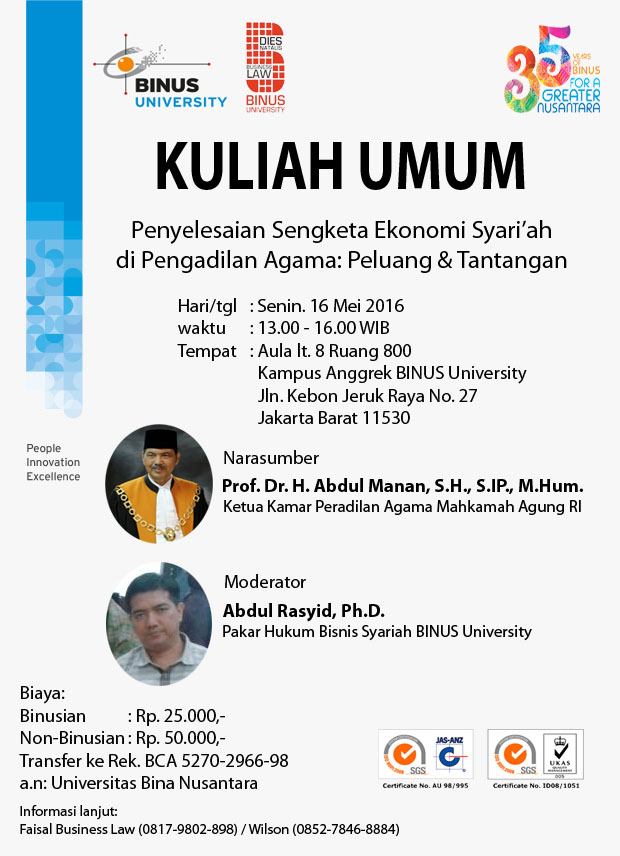 BINUS
UNIVERSITY
DIES
NATALIS
BUSINESS
LAW
BINUS
UNIVERSITY
35
YEARS
OF
BINUS
FOR A
GREATER
NUSANTARA
KULIAH UMUM
Penyelesaian Sengketa Ekonomi Syari’ah
di Pengadilan Agama: Peluang & Tantangan
Hari/tgl : Senin. 16 Mei 2016
waktu : 13.00 - 16.00 WIB
Tempat : Aula lt. 8 Ruang 800
Kampus Anggrek BINUS University
Jln. Kebon Jeruk Raya No. 27
Jakarta Barat 11530
People
Innovation
Excellence
Narasumber
Prof. Dr. H. Abdul Manan, S.H., S.IP., M.Hum.
Ketua Kamar Peradilan Agama Mahkamah Agung RI
Moderator
Abdul Rasyid, Ph.D.
Pakar Hukum Bisnis Syariah BINUS University
Biaya:
Binusian : Rp. 25.000,-
Non-Binusian : Rp. 50.000,-
Transfer ke Rek. BCA 5270-2966-98
a.n: Universitas Bina Nusantara
JAS-ANZ
SGS
Certificate No. AU 98/995
SGS
UKAS
QUALITY
MANAGEMENT
005
Certificate No. ID08/1051
Informasi lanjut:
Faisal Business Law (0817-9802-898) / Wilson (0852-7846-8884)